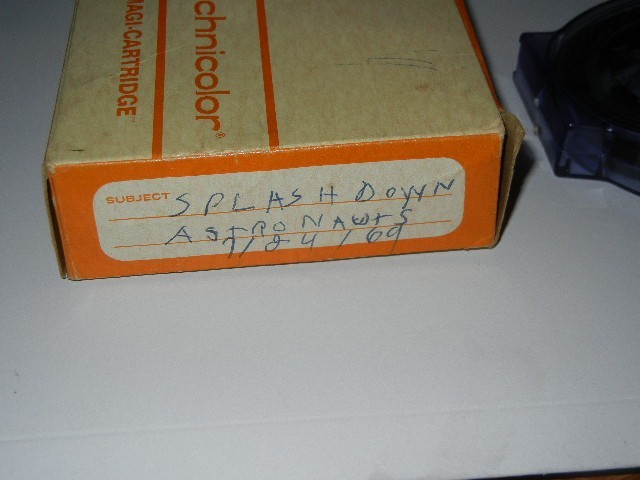 MAGI-CARTRIDGE
chnicolor®
SUBJECT SPLASH DOWN
ASTRONAWTS
7/24/69